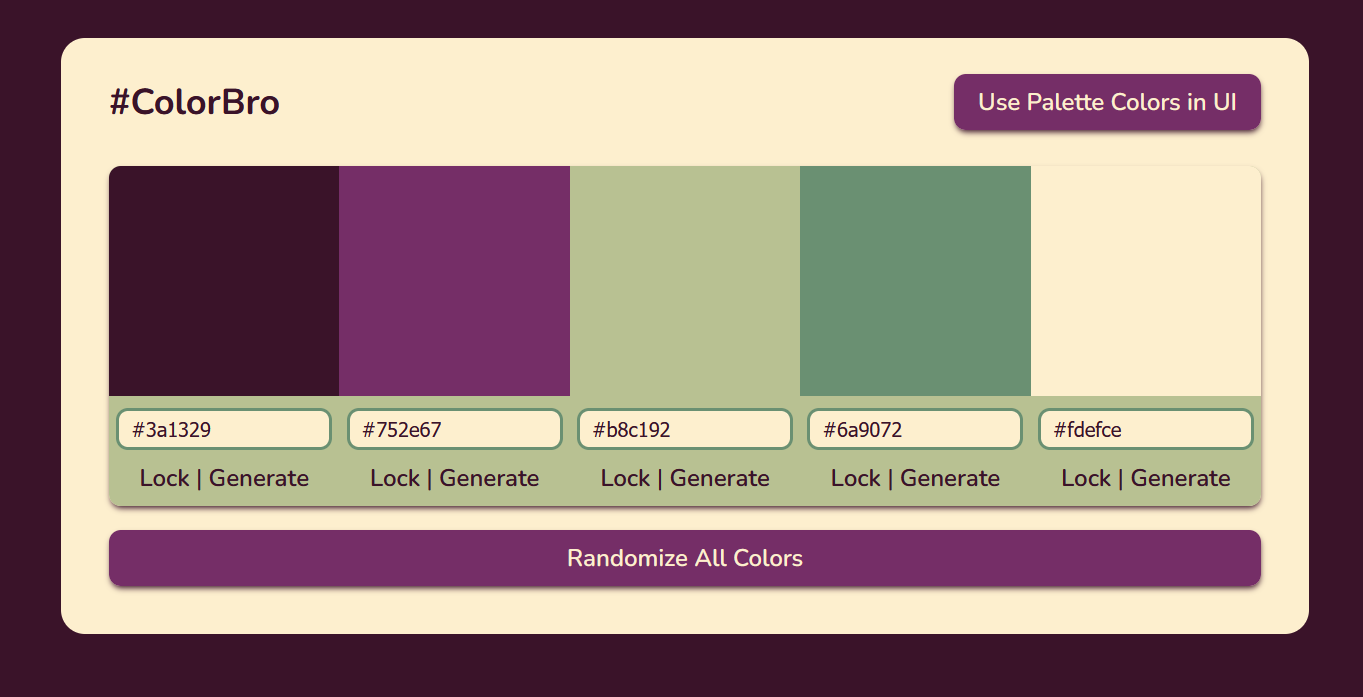 #ColorBro
Use Palette Colors in UI
#3a1329
#752e67
#b8c192
#6a9072
#fdefce
Lock | Generate
Lock | Generate
Lock | Generate
Lock | Generate
Lock | Generate
Randomize All Colors